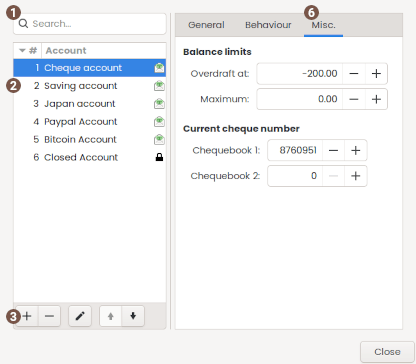 1
Search...
# Account
1 Cheque account
2
2 Saving account
3 Japan account
4 Paypal Account
5 Bitcoin Account
6 Closed Account
3
6
General Behaviour Misc.
Balance limits
Overdraft at: -200.00
Maximum: 0.00
Current cheque number
Chequebook 1: 8760951
Chequebook 2: 0
Close